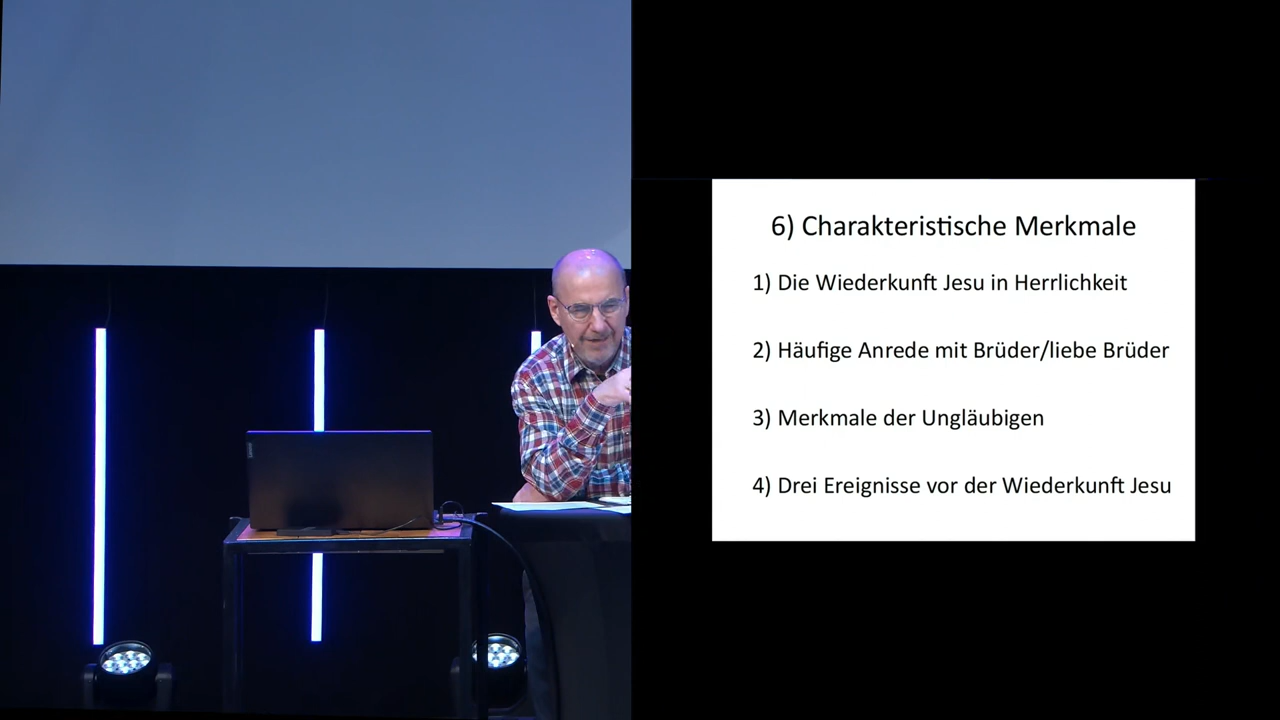 6) Charakteristische Merkmale
1) Die Wiederkunft Jesu in Herrlichkeit
2) Häufige Anrede mit Brüder/liebe Brüder
3) Merkmale der Ungläubigen
4) Drei Ereignisse vor der Wiederkunft Jesu